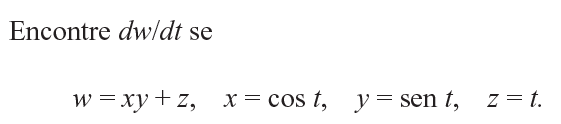 Encontre dw/dt se
w = xy + z, x = cos t, y = sen t, z = t.